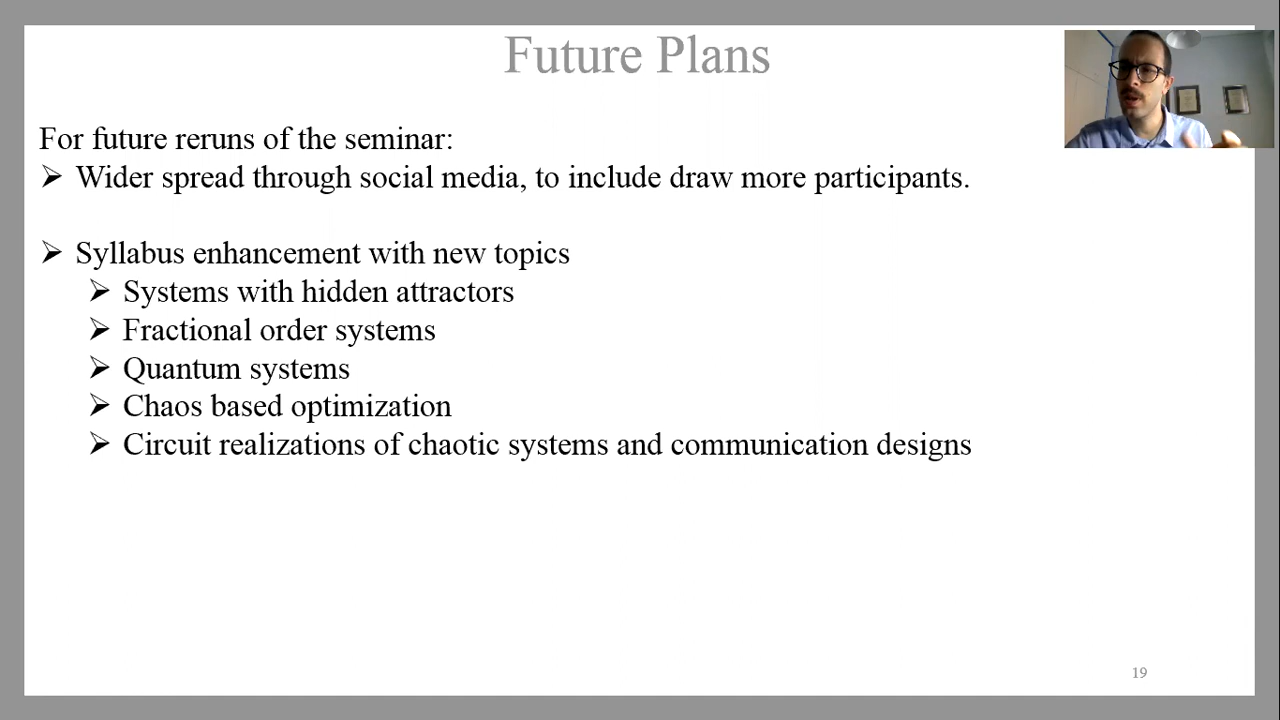 Future Plans
For future reruns of the seminar:
➢ Wider spread through social media, to include draw more participants.
➢ Syllabus enhancement with new topics
➢ Systems with hidden attractors
➢ Fractional order systems
➢ Quantum systems
➢ Chaos based optimization
➢ Circuit realizations of chaotic systems and communication designs
19